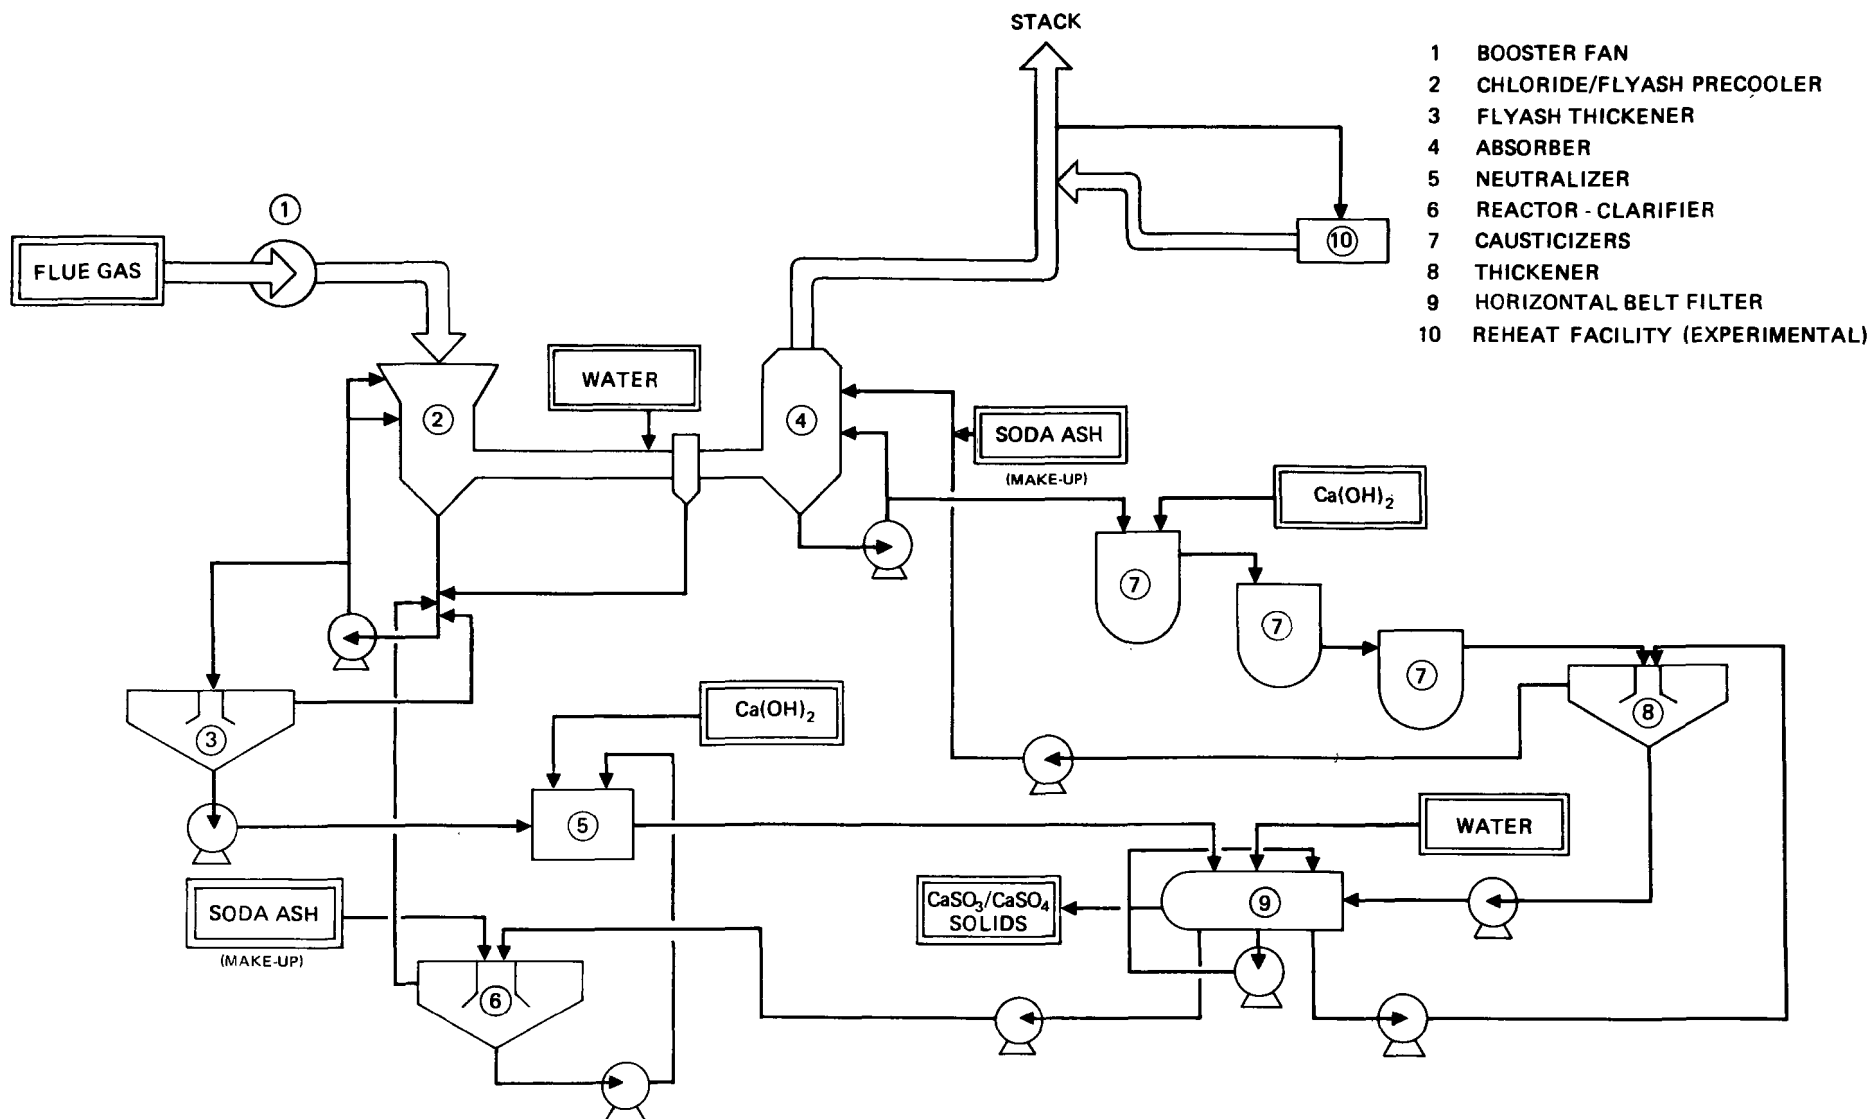 STACK
1 BOOSTER FAN
2 CHLORIDE/FLYASH PRECOOLER
3 FLYASH THICKENER
4 ABSORBER
5 NEUTRALIZER
6 REACTOR - CLARIFIER
7 CAUSTICIZERS
8 THICKENER
9 HORIZONTAL BELT FILTER
10 REHEAT FACILITY (EXPERIMENTAL)
1
FLUE GAS
10
WATER
2
4
SODA ASH
(MAKE-UP)
Ca(OH)₂
7
7
7
8
3
Ca(OH)₂
5
WATER
SODA ASH
(MAKE-UP)
CaSO₃/CaSO₄
SOLIDS
9
6